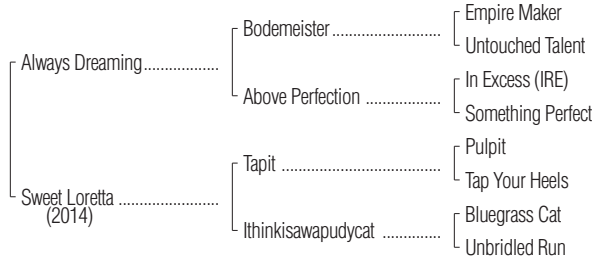 Empire Maker
Bodemeister
Untouched Talent
Always Dreaming
In Excess (IRE)
Above Perfection
Something Perfect
Pulpit
Tapit
Tap Your Heels
Sweet Loretta
(2014)
Bluegrass Cat
Ithinkisawapudycat
Unbridled Run